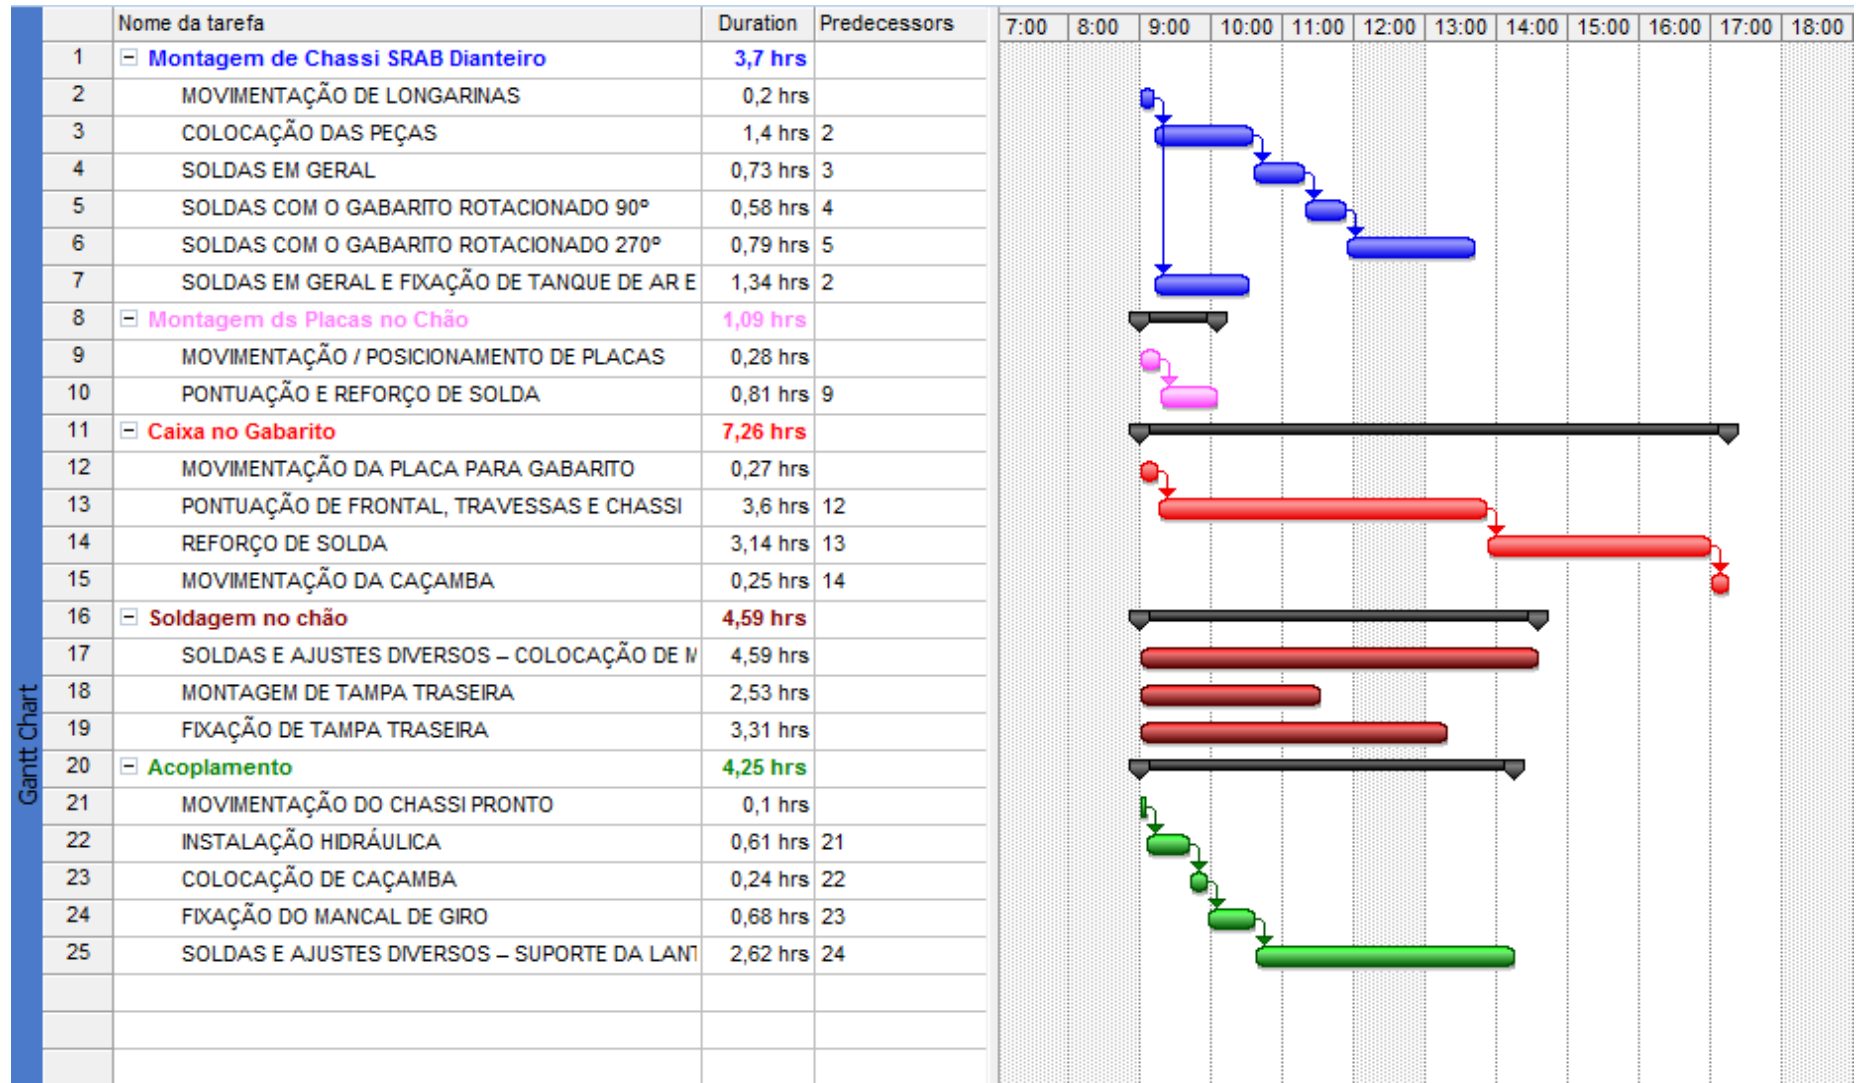 Nome da tarefa Duration Predecessors 7:00 8:00 9:00 10:00 11:00 12:00 13:00 14:00 15:00 16:00 17:00 18:00
1 Montagem de Chassi SRAB Dianteiro 3,7 hrs
2 MOVIMENTAÇÃO DE LONGARINAS 0,2 hrs
3 COLOCAÇÃO DAS PEÇAS 1,4 hrs 2
4 SOLDAS EM GERAL 0,73 hrs 3
5 SOLDAS COM O GABARITO ROTACIONADO 90º 0,58 hrs 4
6 SOLDAS COM O GABARITO ROTACIONADO 270º 0,79 hrs 5
7 SOLDAS EM GERAL E FIXAÇÃO DE TANQUE DE AR E 1,34 hrs 2
8 Montagem ds Placas no Chão 1,09 hrs
9 MOVIMENTAÇÃO / POSICIONAMENTO DE PLACAS 0,28 hrs
10 PONTUAÇÃO E REFORÇO DE SOLDA 0,81 hrs 9
11 Caixa no Gabarito 7,26 hrs
12 MOVIMENTAÇÃO DA PLACA PARA GABARITO 0,27 hrs
13 PONTUAÇÃO DE FRONTAL, TRAVESSAS E CHASSI 3,6 hrs 12
14 REFORÇO DE SOLDA 3,14 hrs 13
15 MOVIMENTAÇÃO DA CAÇAMBA 0,25 hrs 14
16 Soldagem no chão 4,59 hrs
17 SOLDAS E AJUSTES DIVERSOS – COLOCAÇÃO DE 4,59 hrs
18 MONTAGEM DE TAMPA TRASEIRA 2,53 hrs
19 FIXAÇÃO DE TAMPA TRASEIRA 3,31 hrs
20 Acoplamento 4,25 hrs
21 MOVIMENTAÇÃO DO CHASSI PRONTO 0,1 hrs
22 INSTALAÇÃO HIDRÁULICA 0,61 hrs 21
23 COLOCAÇÃO DE CAÇAMBA 0,24 hrs 22
24 FIXAÇÃO DO MANCAL DE GIRO 0,68 hrs 23
25 SOLDAS E AJUSTES DIVERSOS – SUPORTE DA LANT 2,62 hrs 24
Gantt Chart